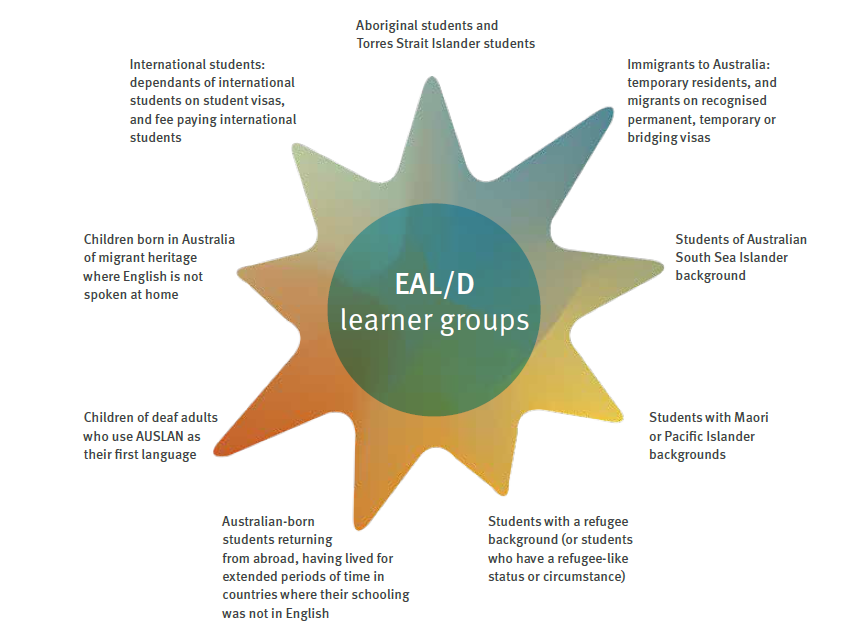 Aboriginal students and
Torres Strait Islander students
International students:
dependants of international
students on student visas,
and fee paying international
students
Immigrants to Australia:
temporary residents, and
migrants on recognised
permanent, temporary or
bridging visas
Children born in Australia
of migrant heritage
where English is not
spoken at home
Students of Australian
South Sea Islander
background
EAL/D
learner groups
Children of deaf adults
who use AUSLAN as
their first language
Students with Maori
or Pacific Islander
backgrounds
Australian-born
students returning
from abroad, having lived for
extended periods of time in
countries where their schooling
was not in English
Students with a refugee
background (or students
who have a refugee-like
status or circumstance)